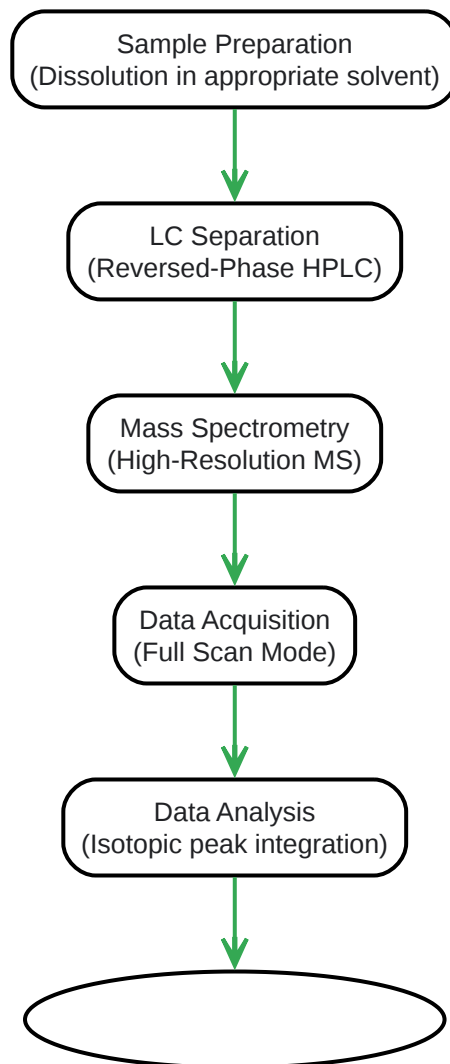 Sample Preparation
(Dissolution in appropriate solvent)
LC Separation
(Reversed-Phase HPLC)
Mass Spectrometry
(High-Resolution MS)
Data Acquisition
(Full Scan Mode)
Data Analysis
(Isotopic peak integration)